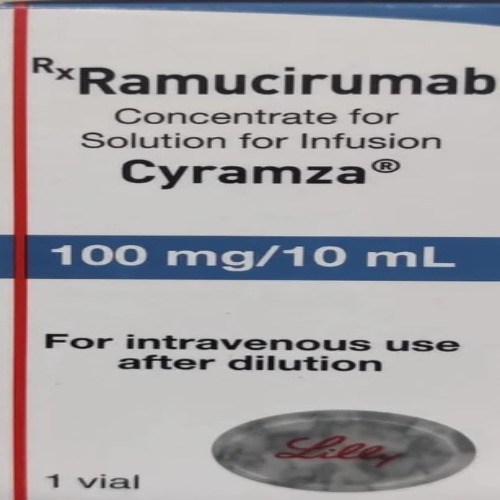 Rx Ramucirumab
Concentrate for
Solution for Infusion
Cyramza®
100 mg/10 mL
For intravenous use
after dilution
Lilly
1 vial